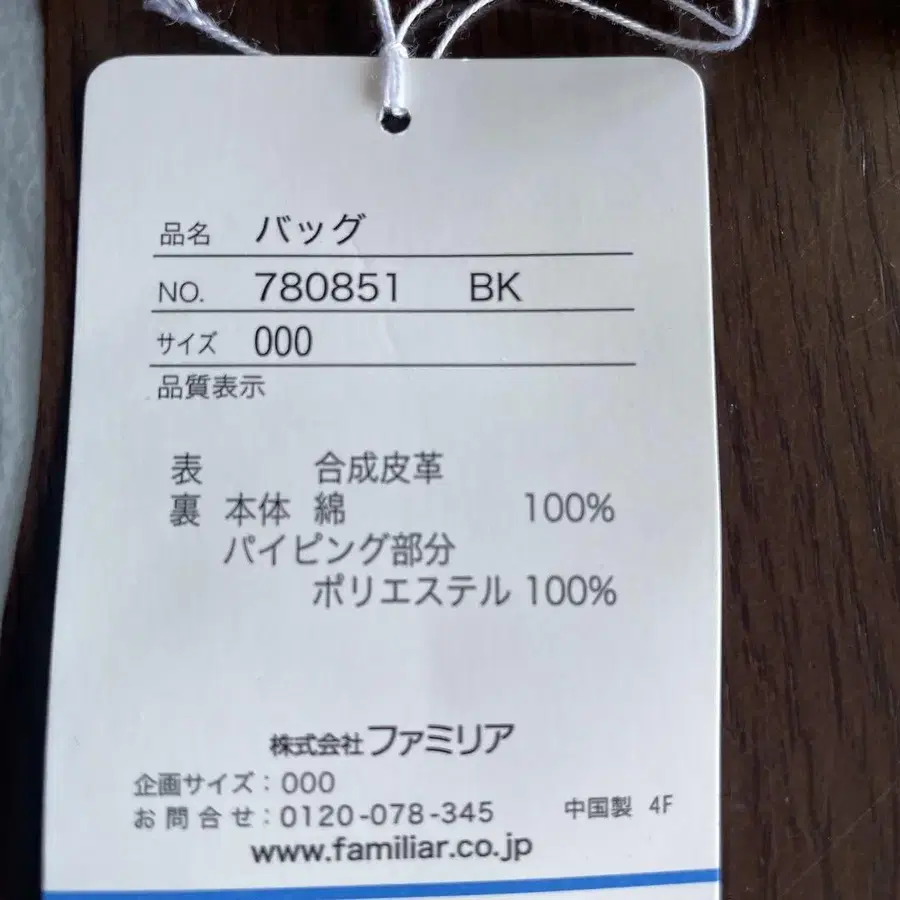 品名 バッグ
NO. 780851 BK
サイズ 000
品質表示
表 合成皮革
裏 本体 綿 100%
パイピング部分
ポリエステル 100%
株式会社ファミリア
企画サイズ：000
お問合せ：0120-078-345 中国製 4F
www.familiar.co.jp